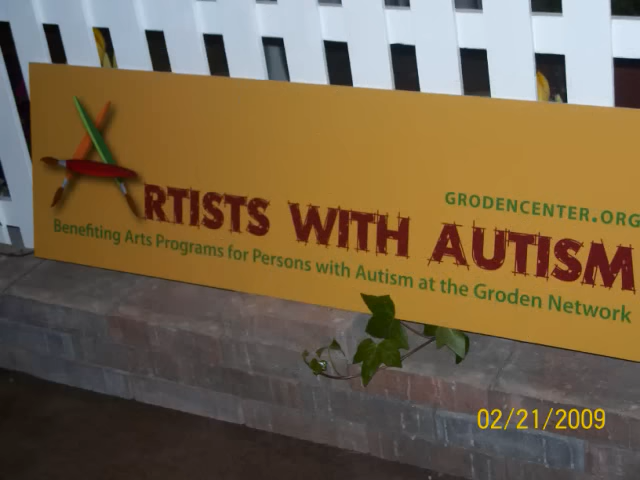 GRODENCENTER.ORG
ARTISTS WITH AUTISM
Benefiting Arts Programs for Persons with Autism at the Groden Network
02/21/2009